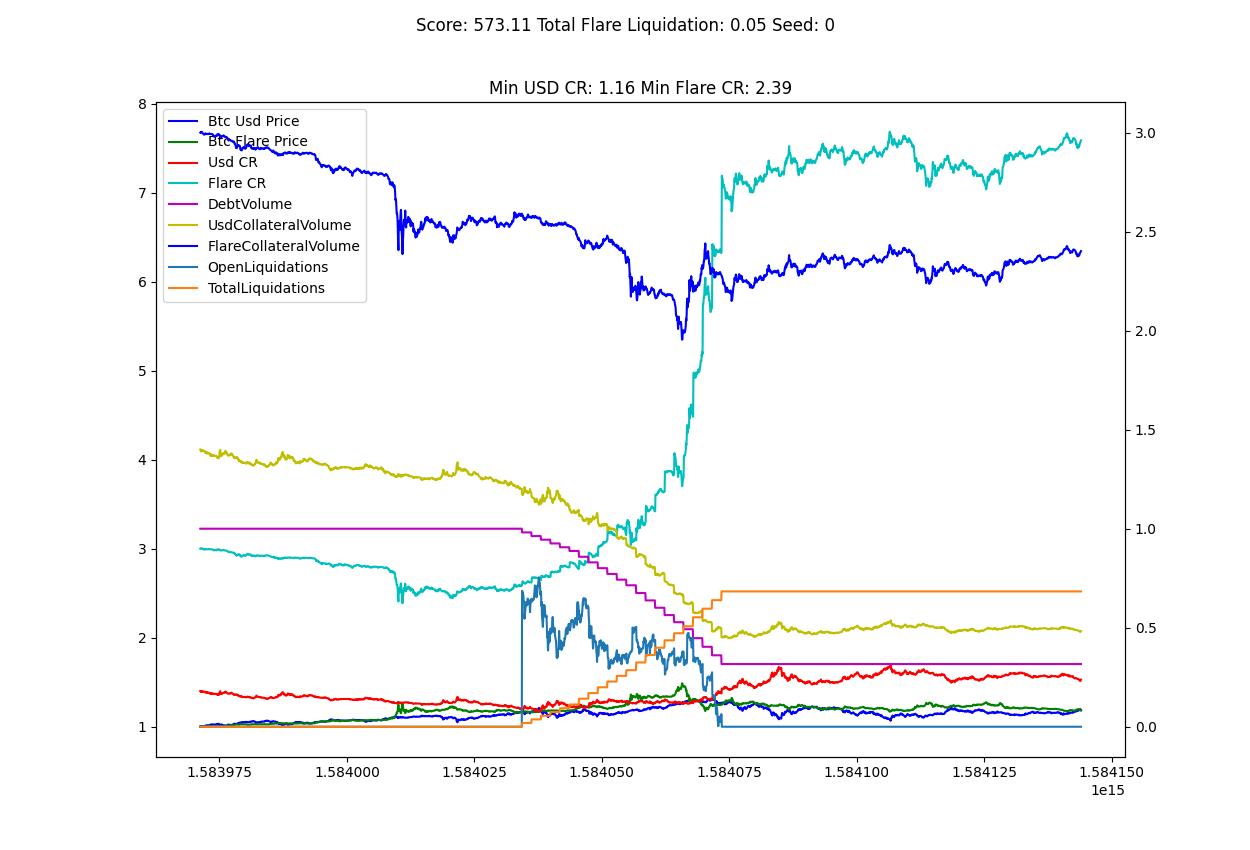 Score: 573.11 Total Flare Liquidation: 0.05 Seed: 0
Min USD CR: 1.16 Min Flare CR: 2.39
Btc Usd Price
Btc Flare Price
Usd CR
Flare CR
DebtVolume
UsdCollateralVolume
FlareCollateralVolume
OpenLiquidations
TotalLiquidations
8
7
6
5
4
3
2
1
3.0
2.5
2.0
1.5
1.0
0.5
0.0
1.583975 1.584000 1.584025 1.584050 1.584075 1.584100 1.584125 1.584150
1e15